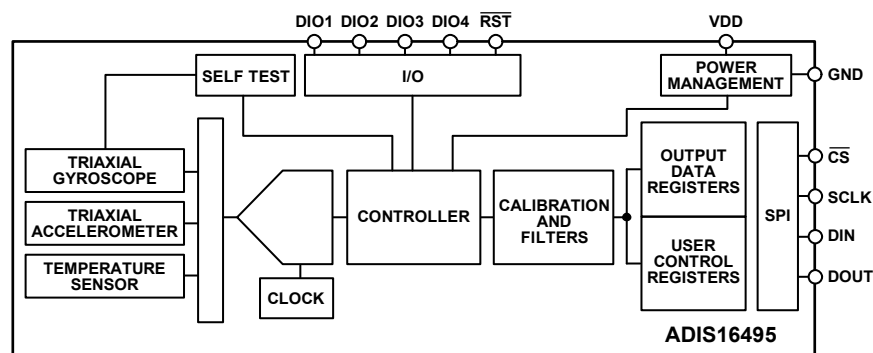 DIO1 DIO2 DIO3 DIO4 RST VDD
SELF TEST
I/O
POWER
MANAGEMENT
GND
TRIAXIAL
GYROSCOPE
TRIAXIAL
ACCELEROMETER
TEMPERATURE
SENSOR
CLOCK
CONTROLLER
CALIBRATION
AND
FILTERS
OUTPUT
DATA
REGISTERS
USER
CONTROL
REGISTERS
SPI
CS
SCLK
DIN
DOUT
ADIS16495